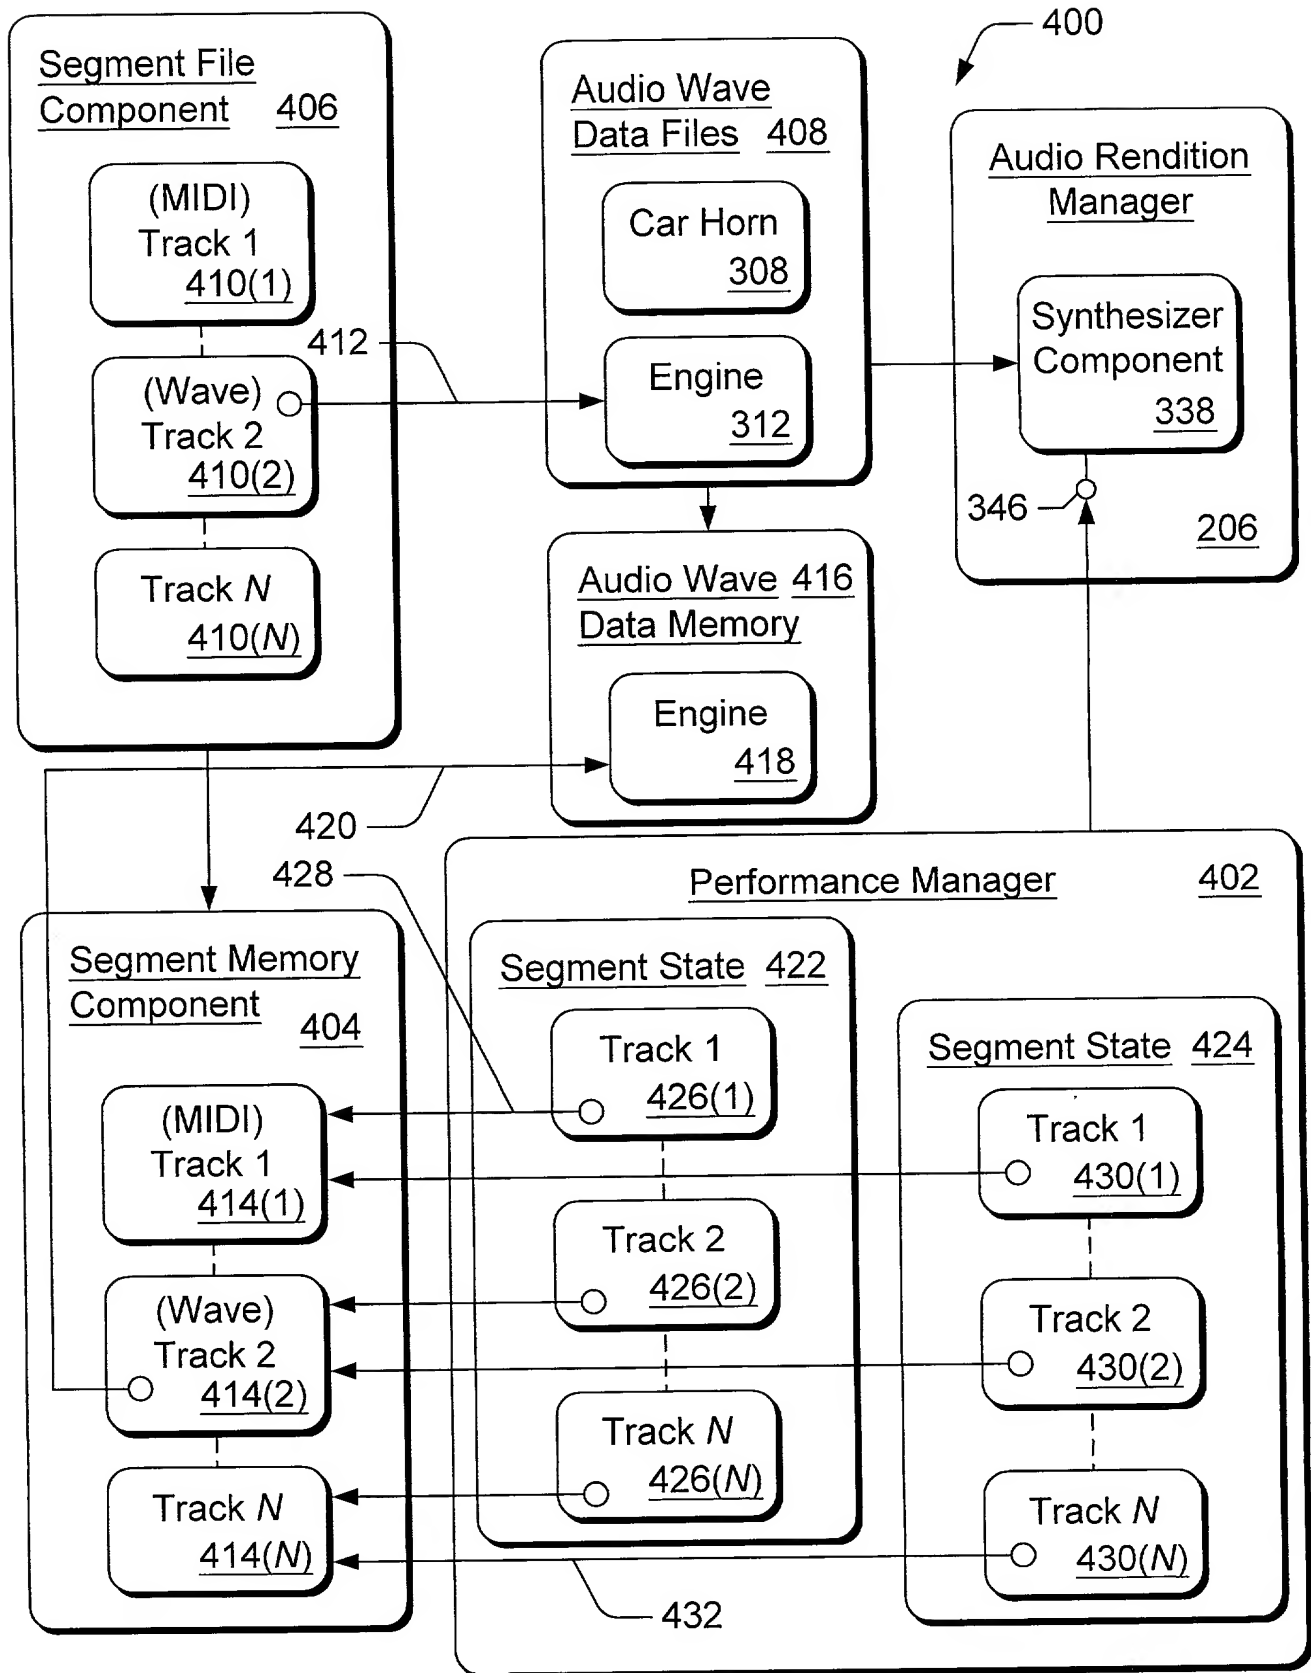 400
Segment File
Component 406
(MIDI)
Track 1
410(1)
412
(Wave)
Track 2
410(2)
Track N
410(N)
Audio Wave
Data Files 408
Car Horn
308
Engine
312
Audio Rendition
Manager
Synthesizer
Component
338
346
206
Audio Wave 416
Data Memory
Engine
418
420
428
Performance Manager 402
Segment Memory
Component
404
(MIDI)
Track 1
414(1)
(Wave)
Track 2
414(2)
Track N
414(N)
Segment State 422
Track 1
426(1)
Track 2
426(2)
Track N
426(N)
Segment State 424
Track 1
430(1)
Track 2
430(2)
Track N
430(N)
432